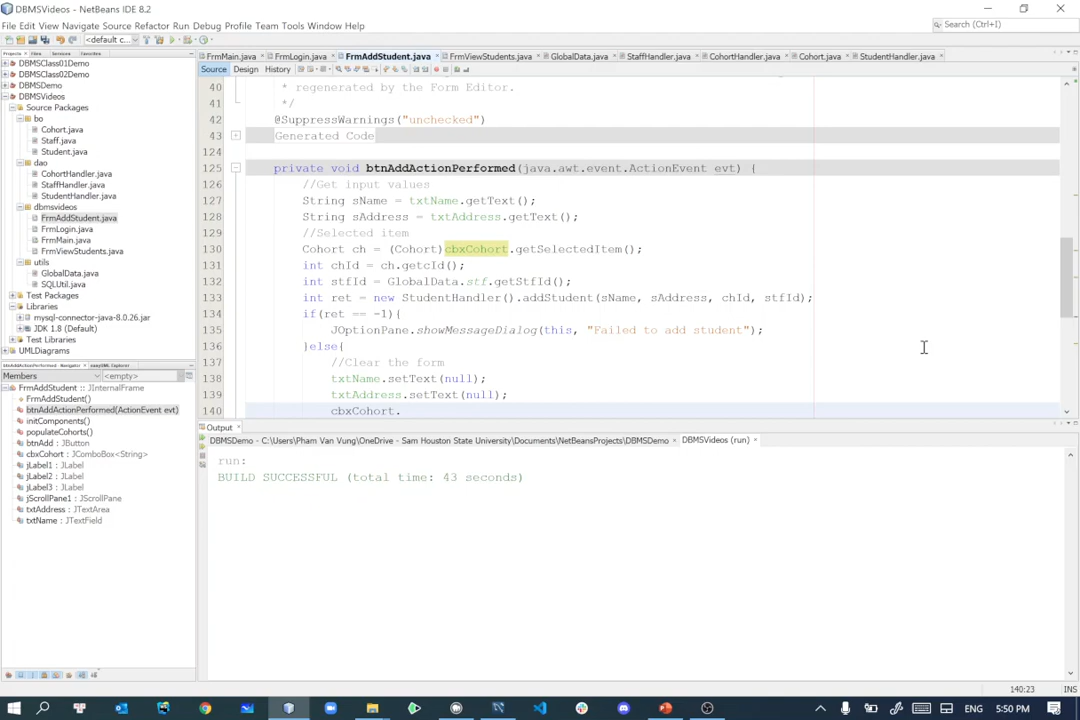 DBMSVideos - NetBeans IDE 8.2
File Edit View Navigate Source Refactor Run Debug Profile Team Tools Window Help
Search (Ctrl+I)
<default c...
Projects Files Services Favorites
FrmMain.java FrmLogin.java FrmAddStudent.java FrmViewStudents.java GlobalData.java StaffHandler.java CohortHandler.java Cohort.java StudentHandler.java
Source Design History
DBMSClass01Demo
DBMSClass02Demo
DBMSDemo
DBMSVideos
Source Packages
bo
Cohort.java
Staff.java
Student.java
dao
CohortHandler.java
StaffHandler.java
StudentHandler.java
dbmsvideos
FrmAddStudent.java
FrmLogin.java
FrmMain.java
FrmViewStudents.java
utils
GlobalData.java
SQLUtil.java
Test Packages
Libraries
mysql-connector-java-8.0.26.jar
JDK 1.8 (Default)
Test Libraries
UMLDiagrams
40 * regenerated by the Form Editor.
41 */
42 @SuppressWarnings("unchecked")
43 Generated Code
124
125 private void btnAddActionPerformed(java.awt.event.ActionEvent evt) {
126 //Get input values
127 String sName = txtName.getText();
128 String sAddress = txtAddress.getText();
129 //Selected item
130 Cohort ch = (Cohort)cbxCohort.getSelectedItem();
131 int chId = ch.getcId();
132 int stfId = GlobalData.stf.getStfId();
133 int ret = new StudentHandler().addStudent(sName, sAddress, chId, stfId);
134 if(ret == -1){
135 JOptionPane.showMessageDialog(this, "Failed to add student");
136 }else{
137 //Clear the form
138 txtName.setText(null);
139 txtAddress.setText(null);
140 cbxCohort.
btnAddActionPerformed - Navigator easyUML Explorer
Members <empty>
FrmAddStudent :: JInternalFrame
FrmAddStudent()
btnAddActionPerformed(ActionEvent evt)
initComponents()
populateCohorts()
btnAdd : JButton
cbxCohort : JComboBox<String>
jLabel1 : JLabel
jLabel2 : JLabel
jLabel3 : JLabel
jScrollPane1 : JScrollPane
txtAddress : JTextArea
txtName : JTextField
Output
DBMSDemo - C:\Users\Pham Van Vung\OneDrive - Sam Houston State University\Documents\NetBeansProjects\DBMSDemo DBMSVideos (run)
run:
BUILD SUCCESSFUL (total time: 43 seconds)
140:23 INS
ENG 5:50 PM